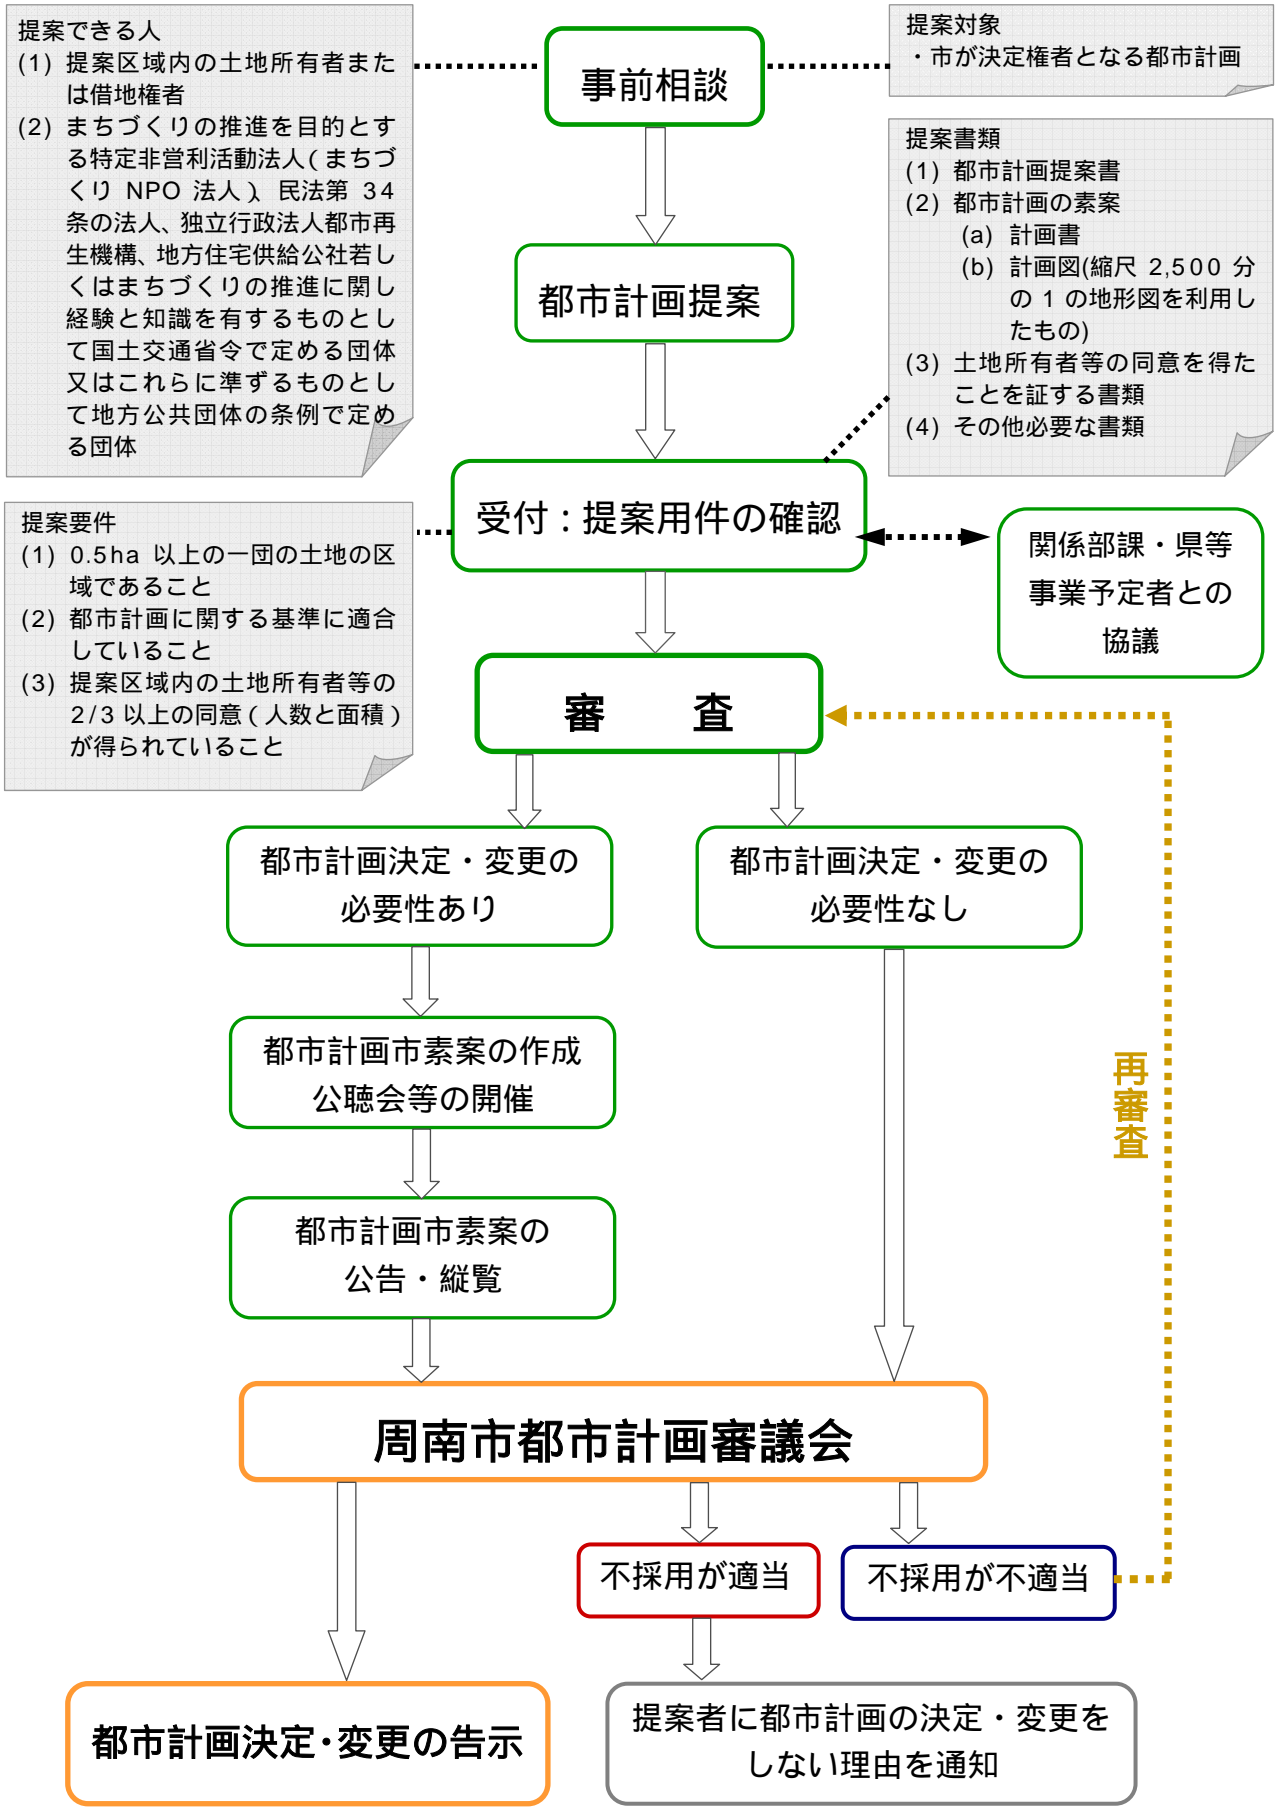 提案できる人
(1) 提案区域内の土地所有者また
は借地権者
(2) まちづくりの推進を目的とす
る特定非営利活動法人(まちづ
くり NPO 法人)、民法第 34
条の法人、独立行政法人都市再
生機構、地方住宅供給公社若し
くはまちづくりの推進に関し
経験と知識を有するものとし
て国土交通省令で定める団体
又はこれらに準ずるものとし
て地方公共団体の条例で定め
る団体
事前相談
提案対象
・市が決定権者となる都市計画
提案書類
(1) 都市計画提案書
(2) 都市計画の素案
(a) 計画書
(b) 計画図(縮尺 2,500 分
の 1 の地形図を利用し
たもの)
(3) 土地所有者等の同意を得た
ことを証する書類
(4) その他必要な書類
都市計画提案
受付：提案用件の確認
提案要件
(1) 0.5ha 以上の一団の土地の区
域であること
(2) 都市計画に関する基準に適合
していること
(3) 提案区域内の土地所有者等の
2/3 以上の同意(人数と面積)
が得られていること
関係部課・県等
事業予定者との
協議
審　　査
都市計画決定・変更の
必要性あり
都市計画決定・変更の
必要性なし
都市計画市素案の作成
公聴会等の開催
再審査
都市計画市素案の
公告・縦覧
周南市都市計画審議会
不採用が適当
不採用が不適当
都市計画決定・変更の告示
提案者に都市計画の決定・変更を
しない理由を通知